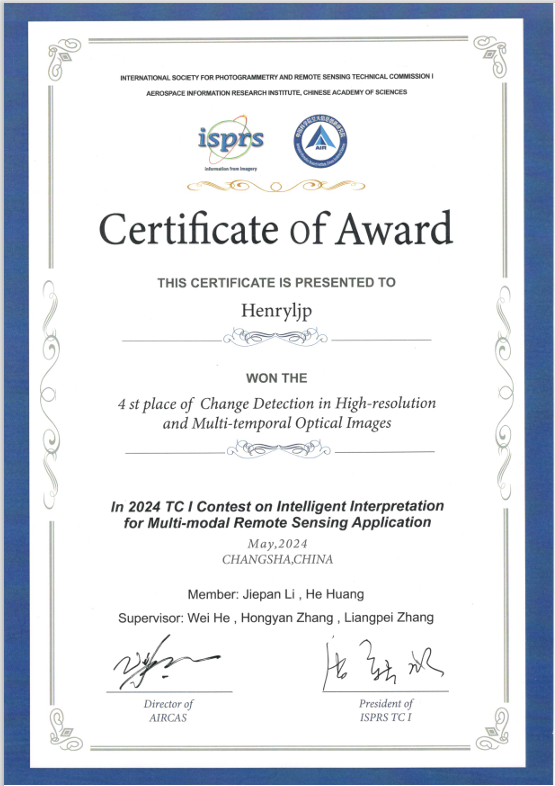 INTERNATIONAL SOCIETY FOR PHOTOGRAMMETRY AND REMOTE SENSING TECHNICAL COMMISSION I
AEROSPACE INFORMATION RESEARCH INSTITUTE, CHINESE ACADEMY OF SCIENCES
isprs
Information from Imagery
AIR
Certificate of Award
THIS CERTIFICATE IS PRESENTED TO
Henryljp
WON THE
4 st place of Change Detection in High-resolution
and Multi-temporal Optical Images
In 2024 TC I Contest on Intelligent Interpretation
for Multi-modal Remote Sensing Application
May,2024
CHANGSHA,CHINA
Member: Jiepan Li , He Huang
Supervisor: Wei He , Hongyan Zhang , Liangpei Zhang
Director of
AIRCAS
President of
ISPRS TC I